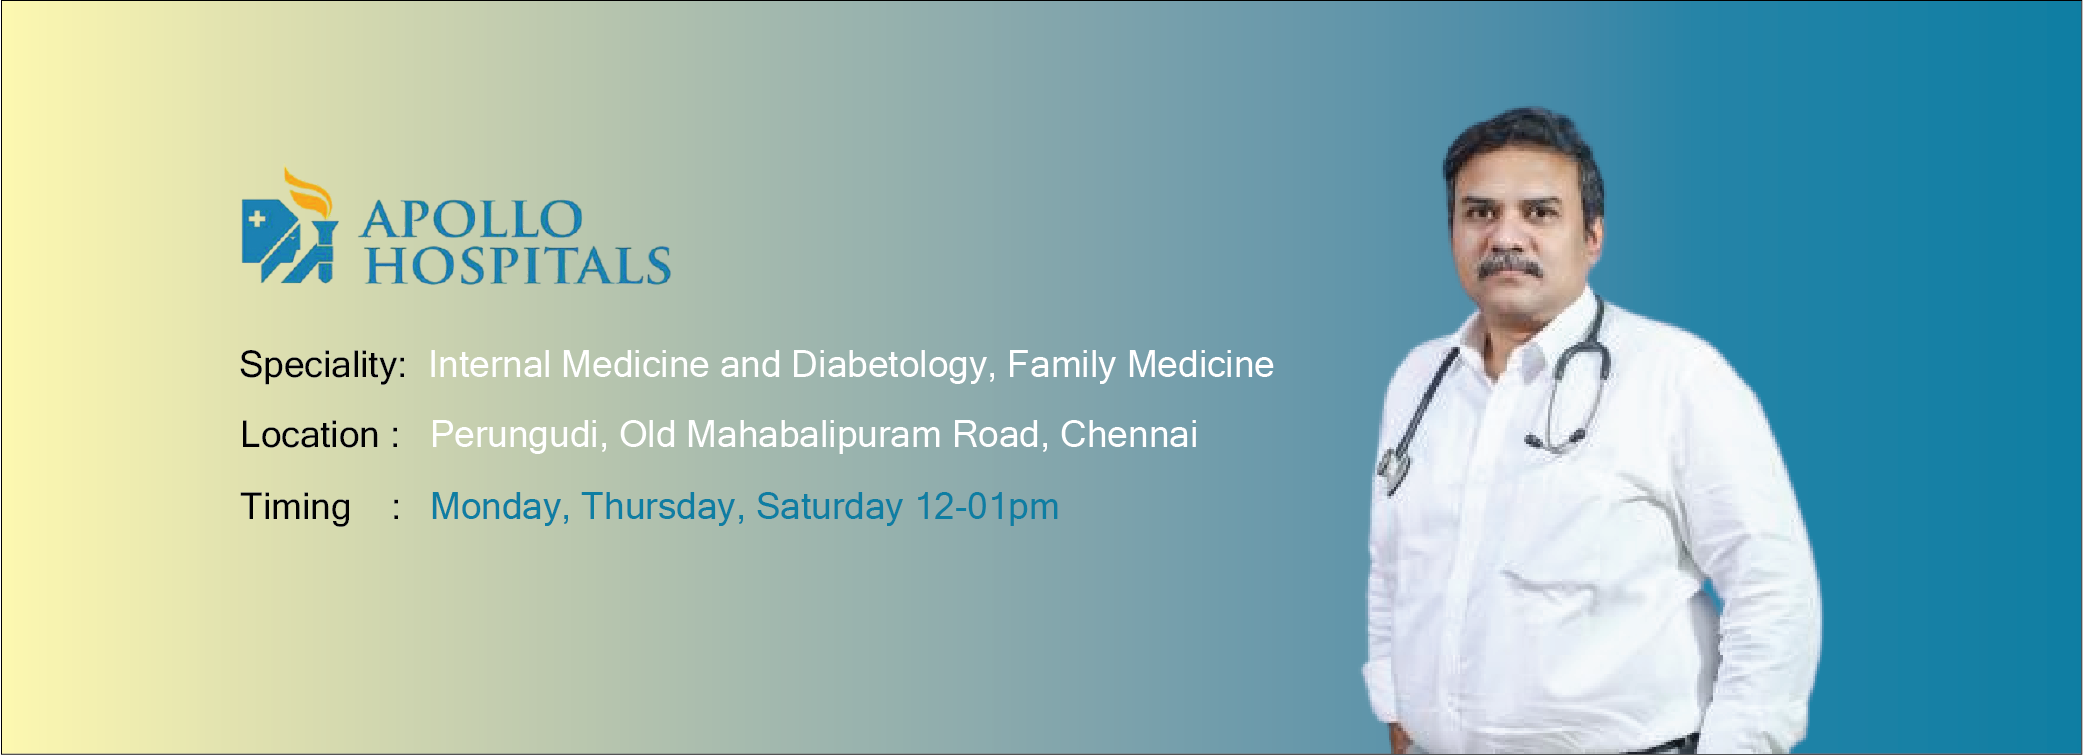 APOLLO
HOSPITALS
Speciality: Internal Medicine and Diabetology, Family Medicine
Location : Perungudi, Old Mahabalipuram Road, Chennai
Timing : Monday, Thursday, Saturday 12-01pm